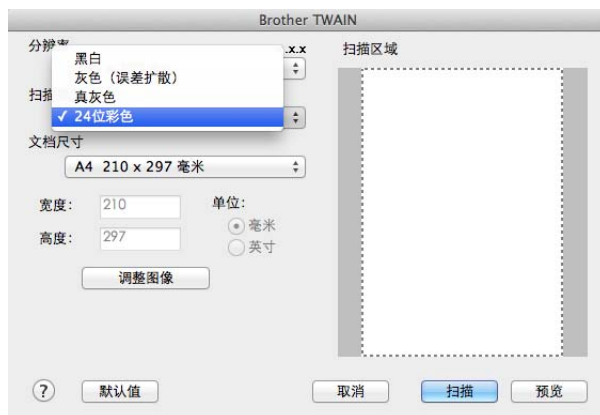 Brother TWAIN
分辨率
.x.x
扫描区域
黑白
灰色（误差扩散）
真灰色
扫描
✓ 24位彩色
文档尺寸
A4 210 x 297 毫米
宽度：
210
单位：
毫米
高度：
297
英寸
调整图像
?
默认值
取消
扫描
预览